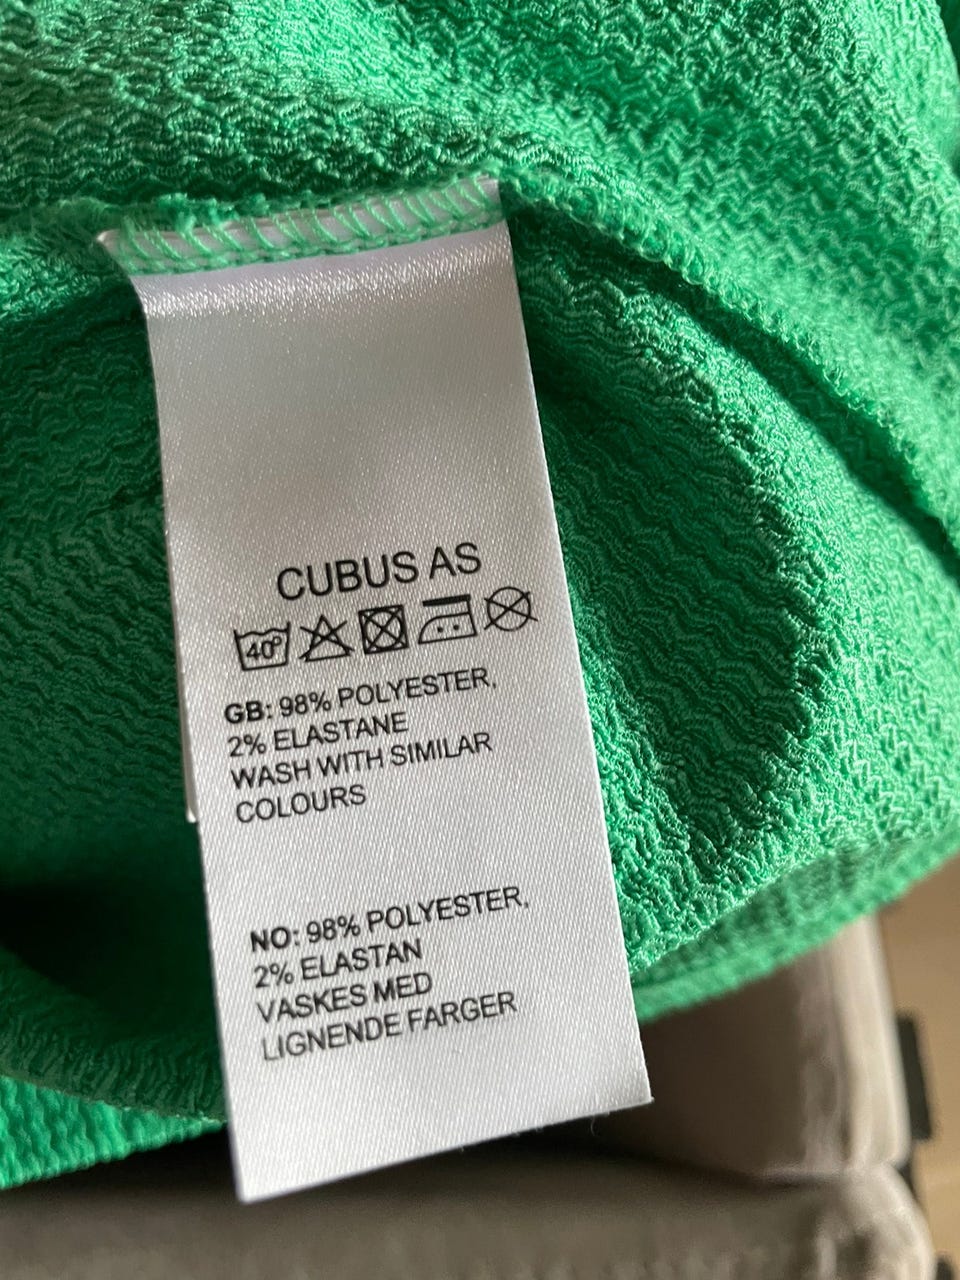 CUBUS AS
40°
GB: 98% POLYESTER,
2% ELASTANE
WASH WITH SIMILAR
COLOURS
NO: 98% POLYESTER,
2% ELASTAN
VASKES MED
LIGNENDE FARGER